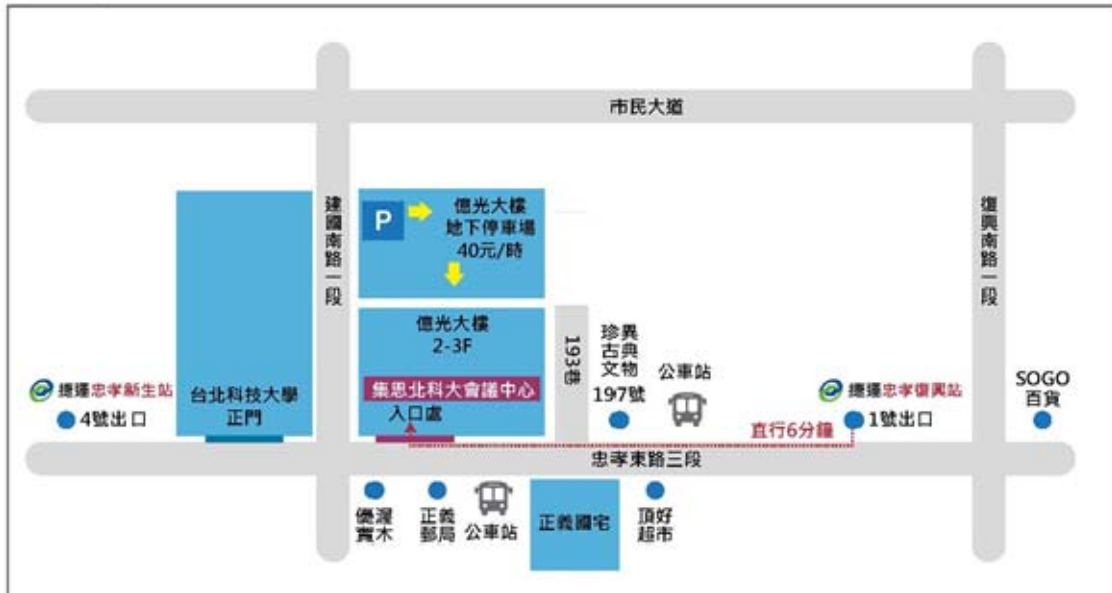 市民大道
建國南路一段
復興南路一段
P
億光大樓
地下停車場
40元/時
億光大樓
2-3F
集思北科大會議中心
入口處
193巷
珍異
古典
文物
197號
公車站
捷運忠孝新生站
4號出口
台北科技大學
正門
捷運忠孝復興站
1號出口
SOGO
百貨
直行6分鐘
忠孝東路三段
優渥
實木
正義
郵局
公車站
正義國宅
頂好
超市